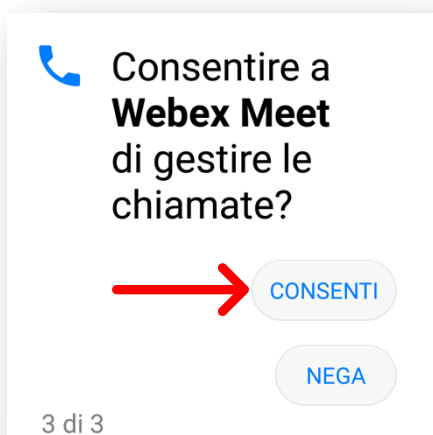 Consentire a
Webex Meet
di gestire le
chiamate?
CONSENTI
NEGA
3 di 3